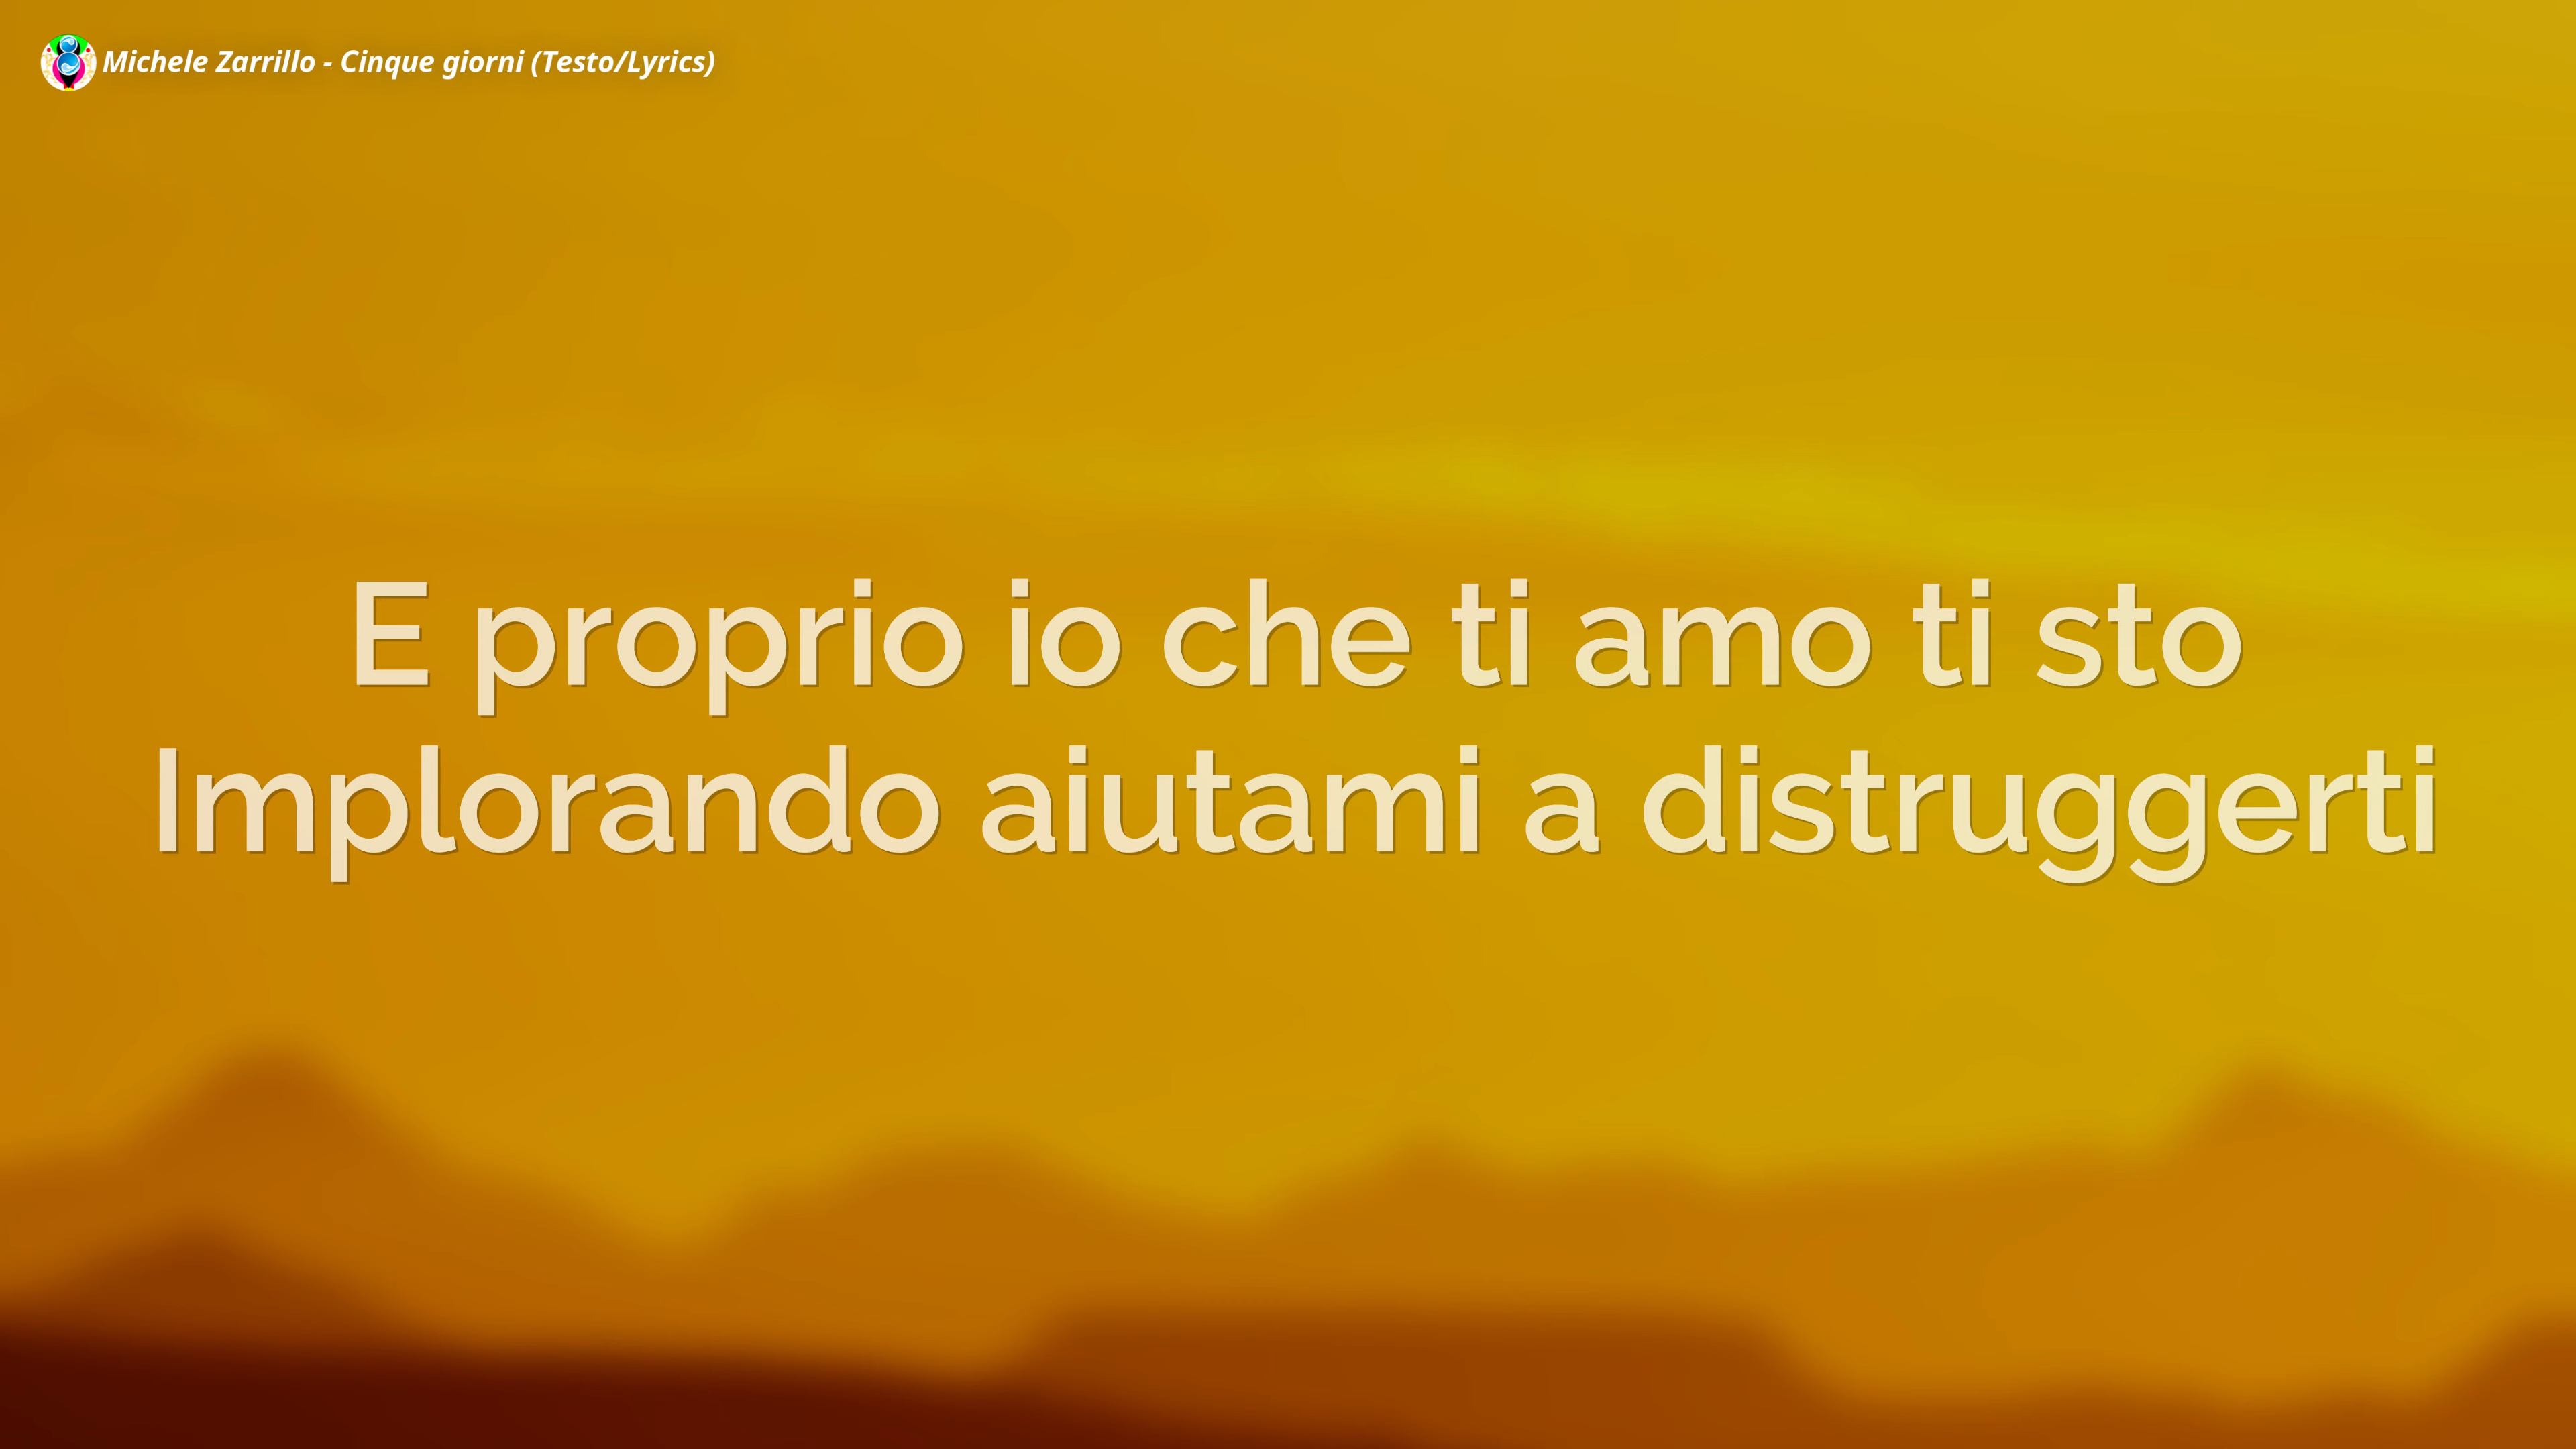 Michele Zarrillo - Cinque giorni (Testo/Lyrics)
E proprio io che ti amo ti sto
Implorando aiutami a distruggerti